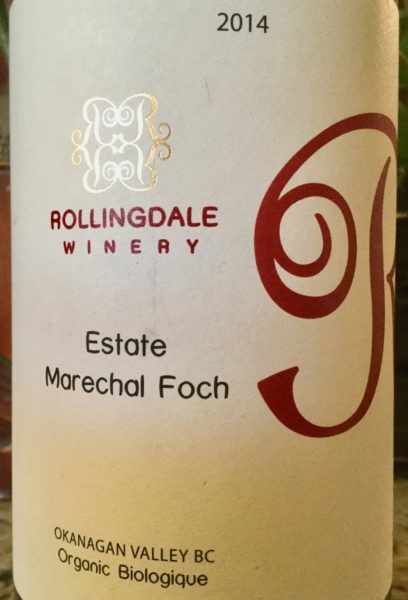 2014
ROLLINGDALE
WINERY
Estate
Marechal Foch
OKANAGAN VALLEY BC
Organic Biologique